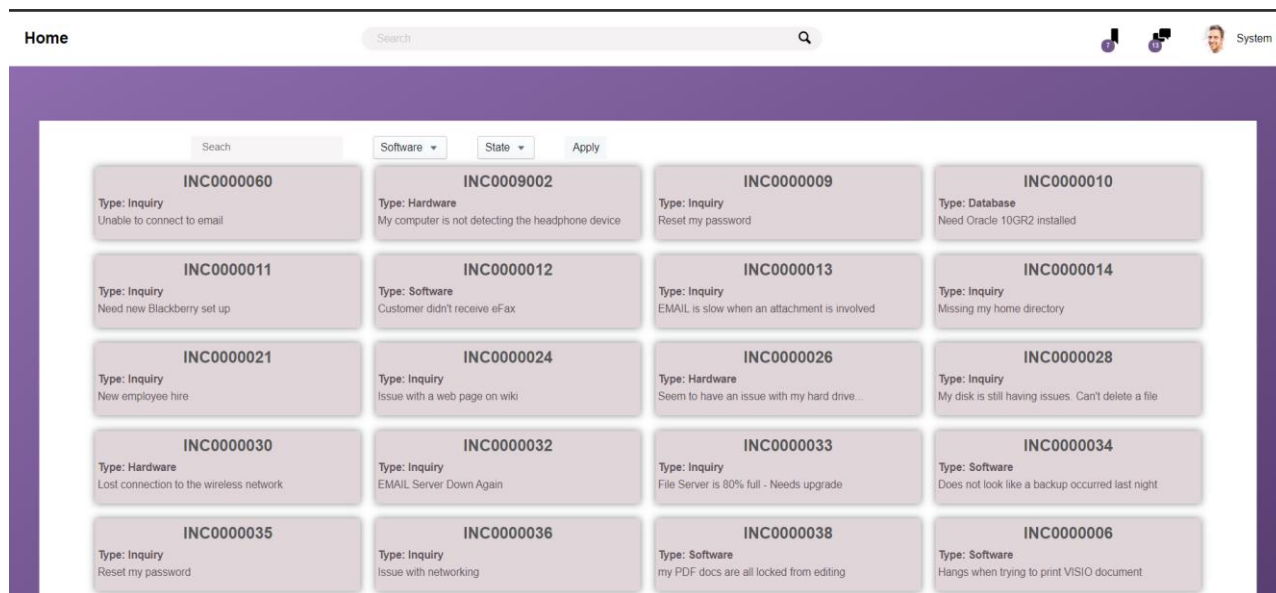 Home
Search
7
13
System
Seach
Software
State
Apply
INC0000060
Type: Inquiry
Unable to connect to email
INC0009002
Type: Hardware
My computer is not detecting the headphone device
INC0000009
Type: Inquiry
Reset my password
INC0000010
Type: Database
Need Oracle 10GR2 installed
INC0000011
Type: Inquiry
Need new Blackberry set up
INC0000012
Type: Software
Customer didn't receive eFax
INC0000013
Type: Inquiry
EMAIL is slow when an attachment is involved
INC0000014
Type: Inquiry
Missing my home directory
INC0000021
Type: Inquiry
New employee hire
INC0000024
Type: Inquiry
Issue with a web page on wiki
INC0000026
Type: Hardware
Seem to have an issue with my hard drive...
INC0000028
Type: Inquiry
My disk is still having issues. Can't delete a file
INC0000030
Type: Hardware
Lost connection to the wireless network
INC0000032
Type: Inquiry
EMAIL Server Down Again
INC0000033
Type: Inquiry
File Server is 80% full - Needs upgrade
INC0000034
Type: Software
Does not look like a backup occurred last night
INC0000035
Type: Inquiry
Reset my password
INC0000036
Type: Inquiry
Issue with networking
INC0000038
Type: Software
my PDF docs are all locked from editing
INC0000006
Type: Software
Hangs when trying to print VISIO document